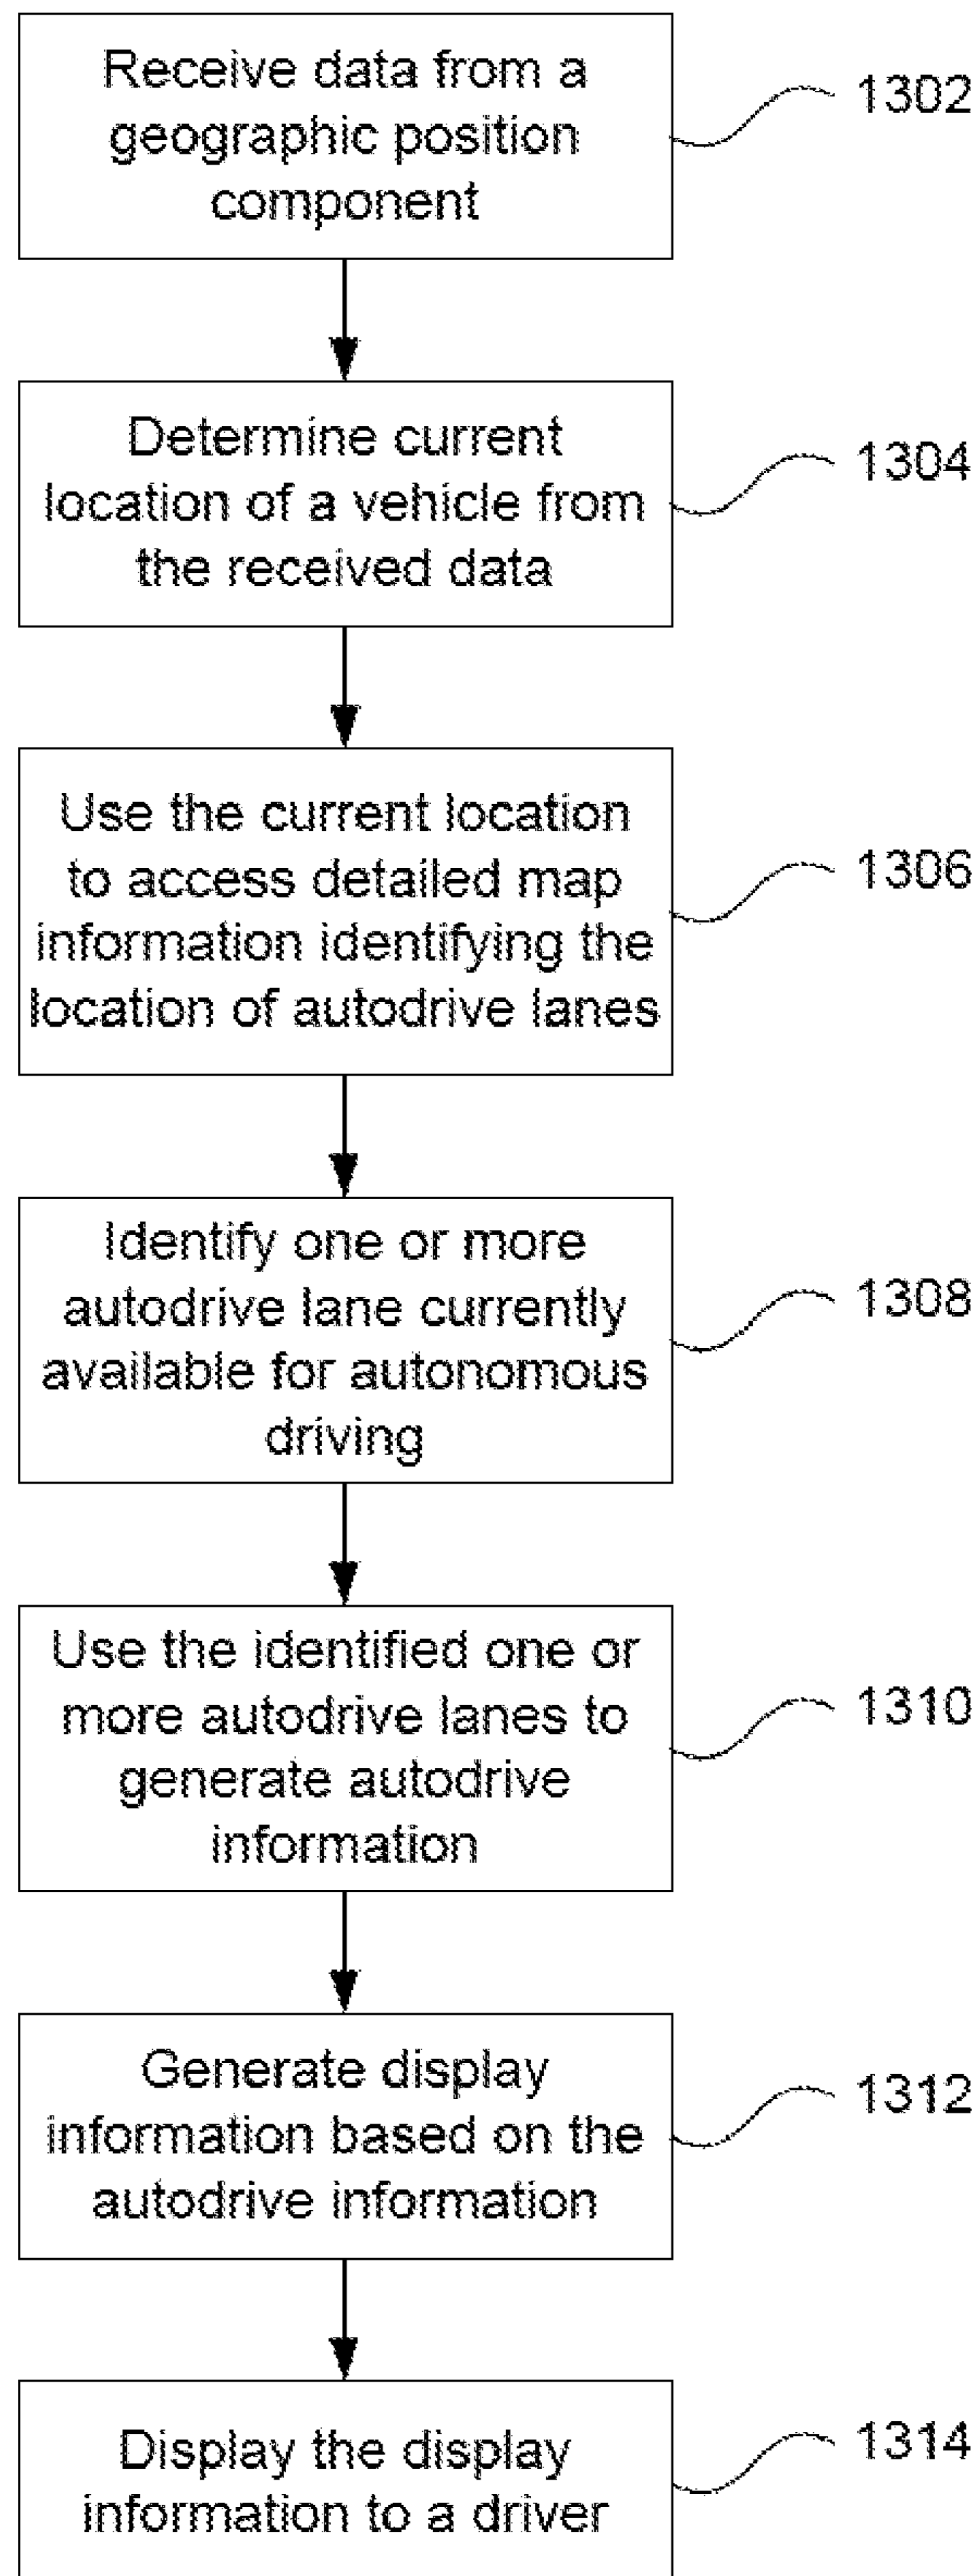 Receive data from a
geographic position
component
1302
Determine current
location of a vehicle from
the received data
1304
Use the current location
to access detailed map
information identifying the
location of autodrive lanes
1306
Identify one or more
autodrive lane currently
available for autonomous
driving
1308
Use the identified one or
more autodrive lanes to
generate autodrive
information
1310
Generate display
information based on the
autodrive information
1312
Display the display
information to a driver
1314